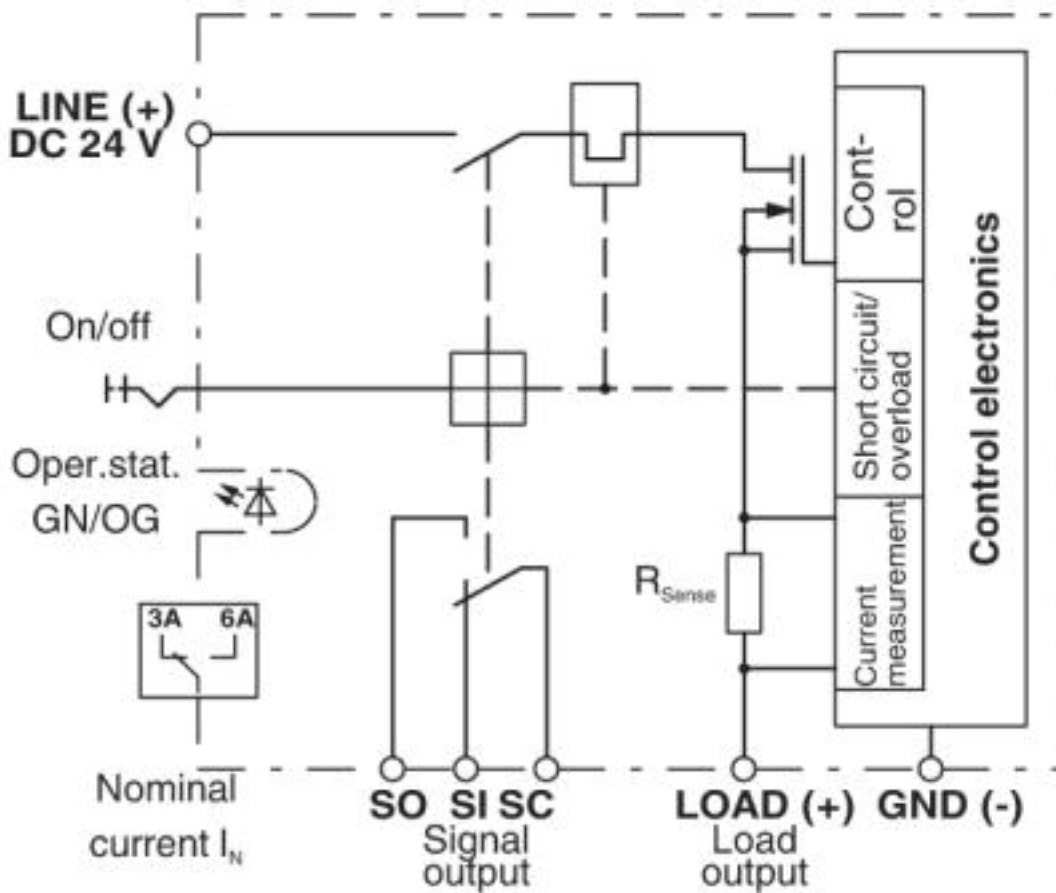 LINE (+)
DC 24 V
On/off
Oper.stat.
GN/OG
3A 6A
Nominal
current IN
SO SI SC
Signal
output
RSense
LOAD (+)
Load
output
GND (-)
Cont-
rol
Short circuit/
overload
Current
measurement
Control electronics